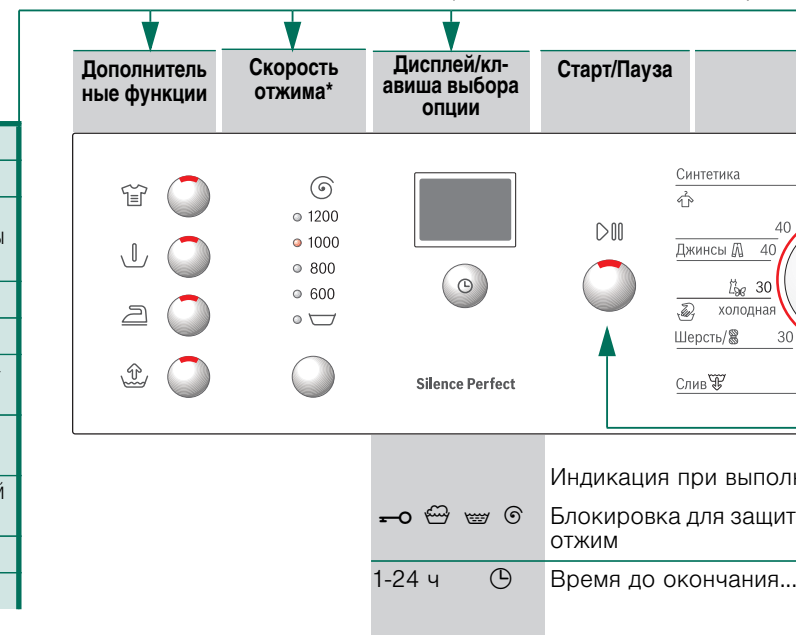 Дополнитель
ные функции
Скорость
отжима*
Дисплей/кл-
авиша выбора
опции
Старт/Пауза
1200
1000
800
600
Silence Perfect
Синтетика
40
Джинсы 40
30
холодная
Шерсть/ 30
Слив
ы
й
Индикация при выполн
Блокировка для защит
отжим
1-24 ч Время до окончания...